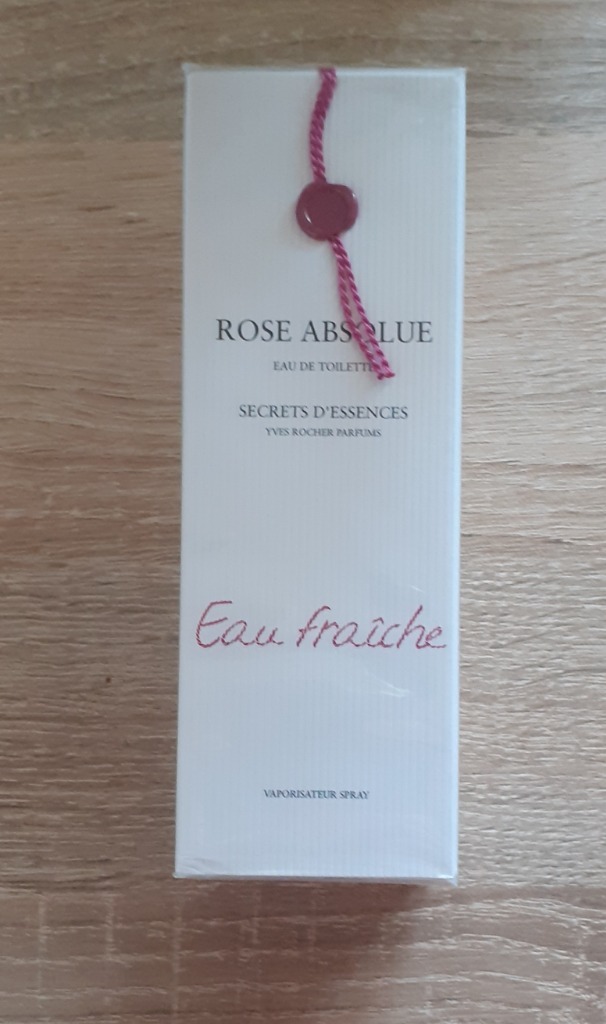 ROSE ABSOLUE
EAU DE TOILETTE
SECRETS D'ESSENCES
YVES ROCHER PARFUMS
Eau fraîche
VAPORISATEUR SPRAY